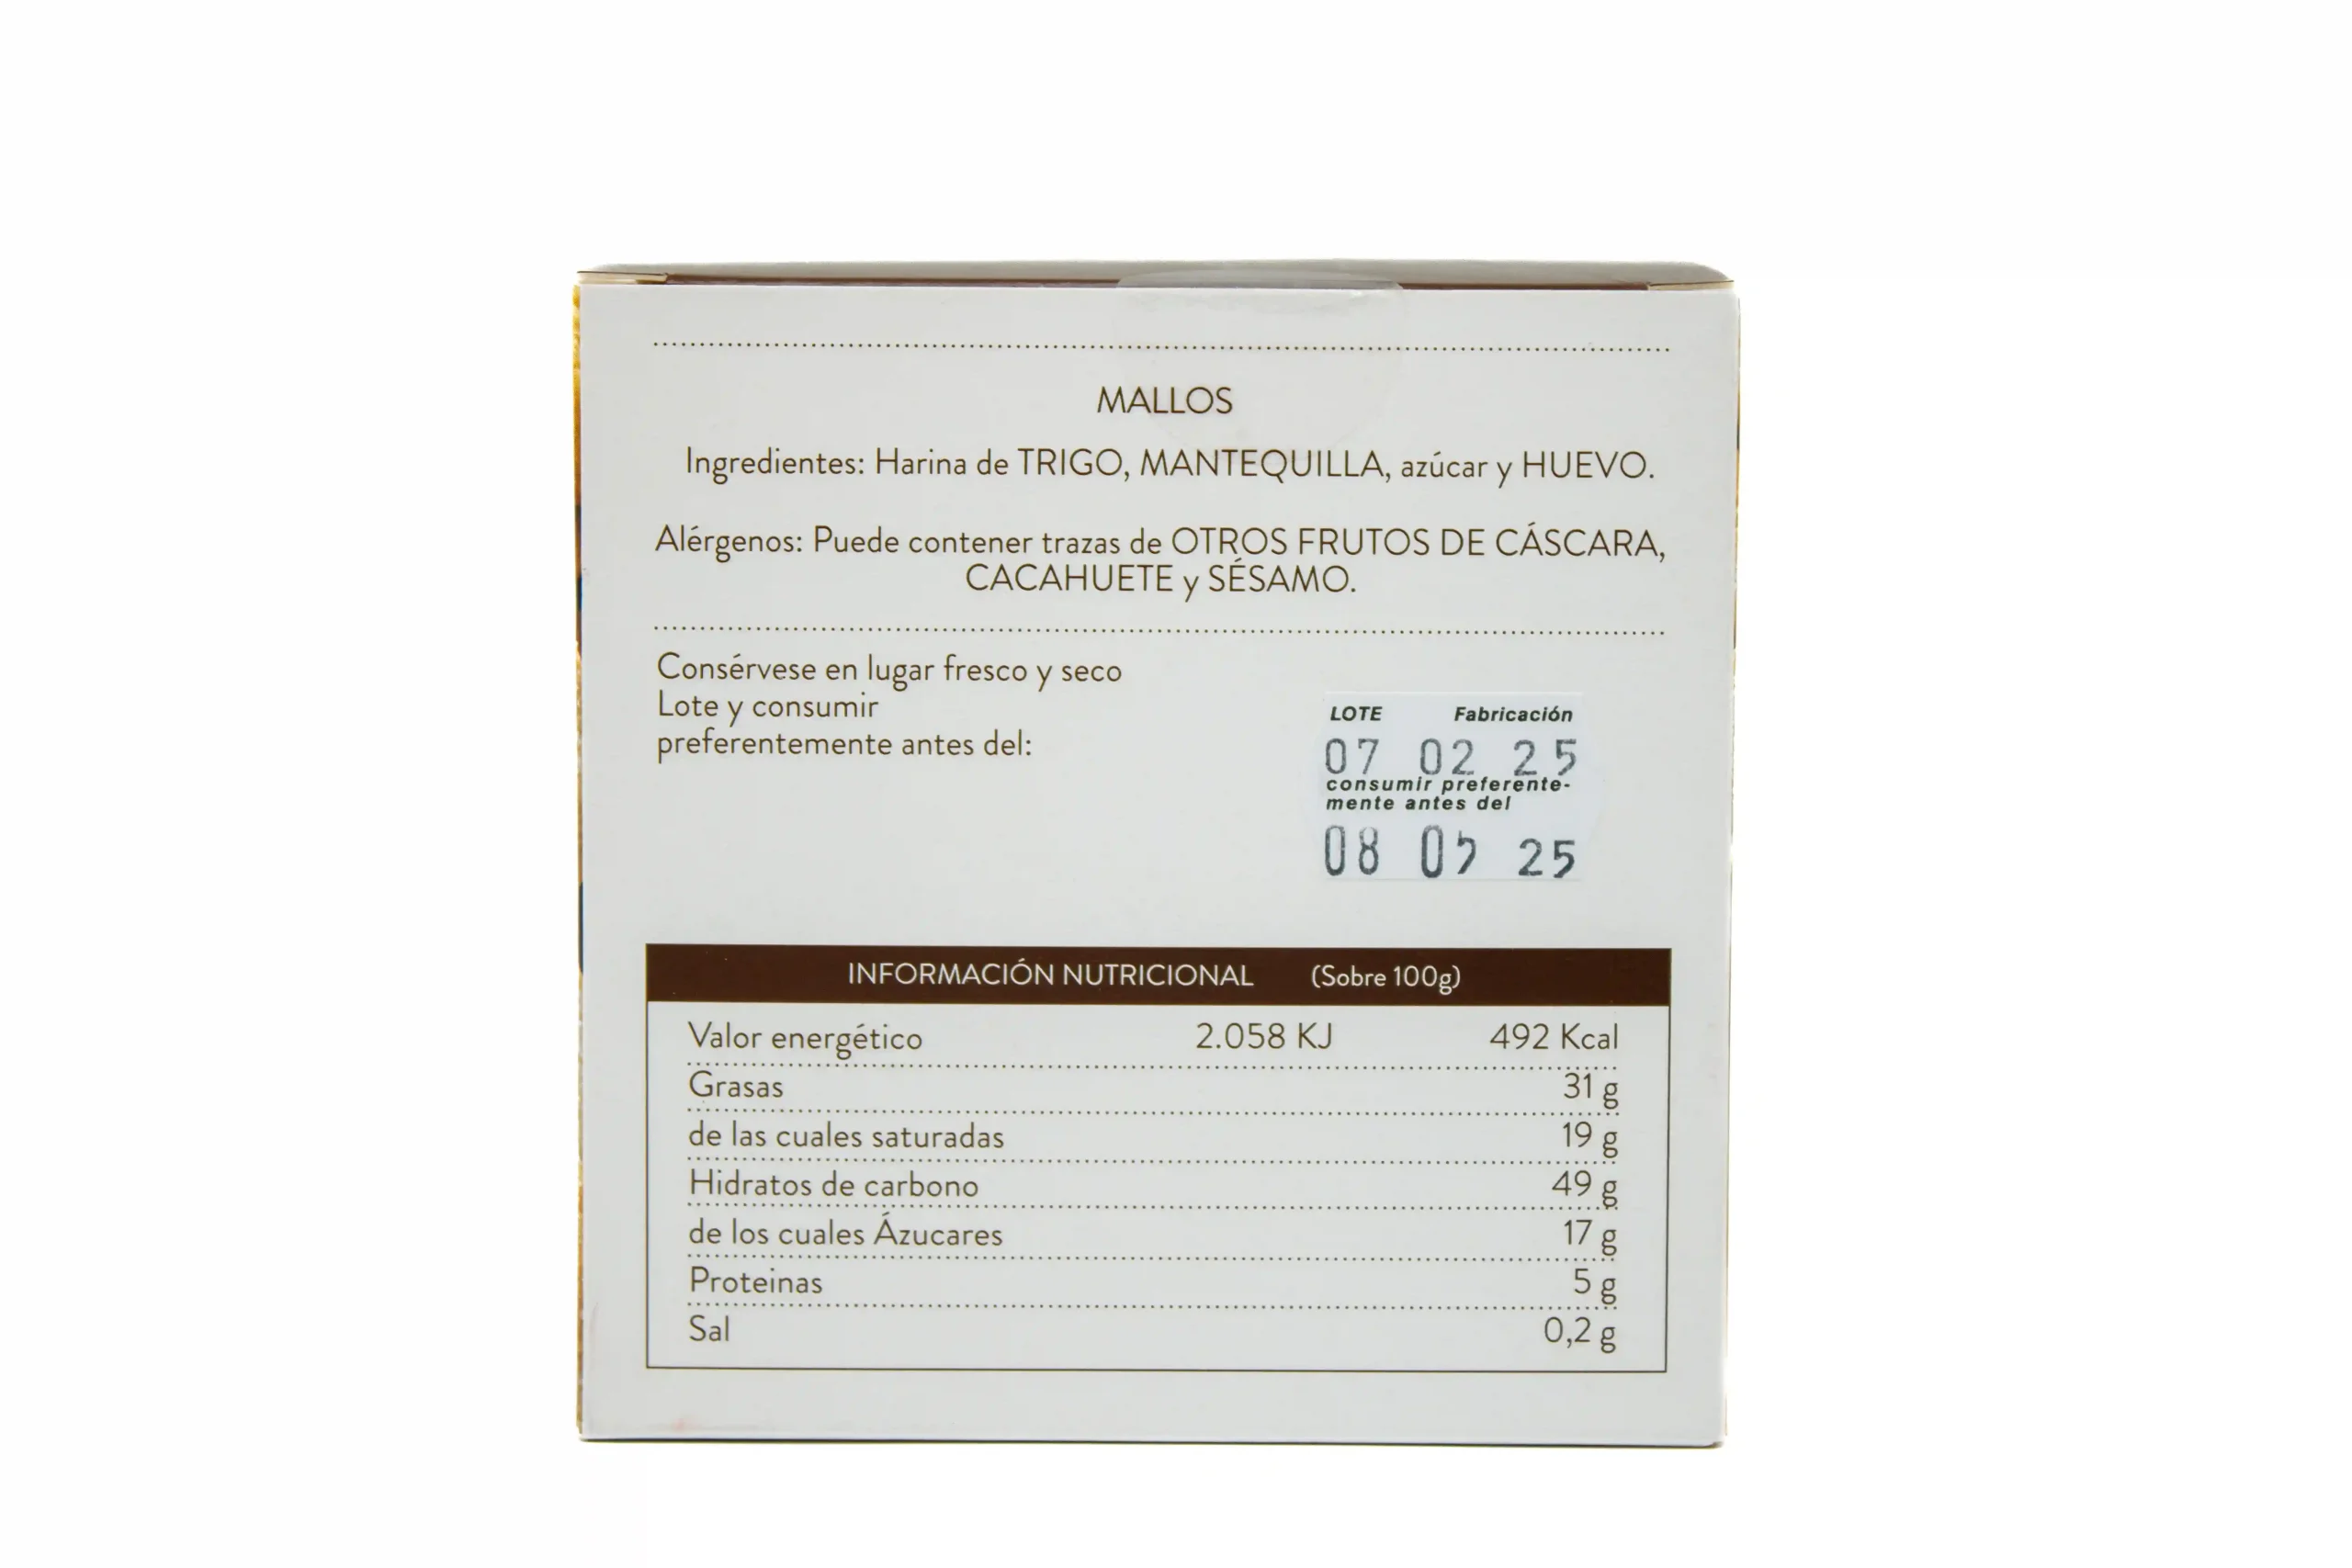 MALLOS
Ingredientes: Harina de TRIGO, MANTEQUILLA, azúcar y HUEVO.
Alérgenos: Puede contener trazas de OTROS FRUTOS DE CÁSCARA,
CACAHUETE y SÉSAMO.
Consérvese en lugar fresco y seco
Lote y consumir
preferentemente antes del:
LOTE Fabricación
07 02 25
consumir preferente-
mente antes del
08 25
INFORMACIÓN NUTRICIONAL (Sobre 100g)
Valor energético 2.058 KJ 492 Kcal
Grasas 31 g
de las cuales saturadas 19 g
Hidratos de carbono 49 g
de los cuales Ázucares 17 g
Proteinas 5 g
Sal 0,2 g